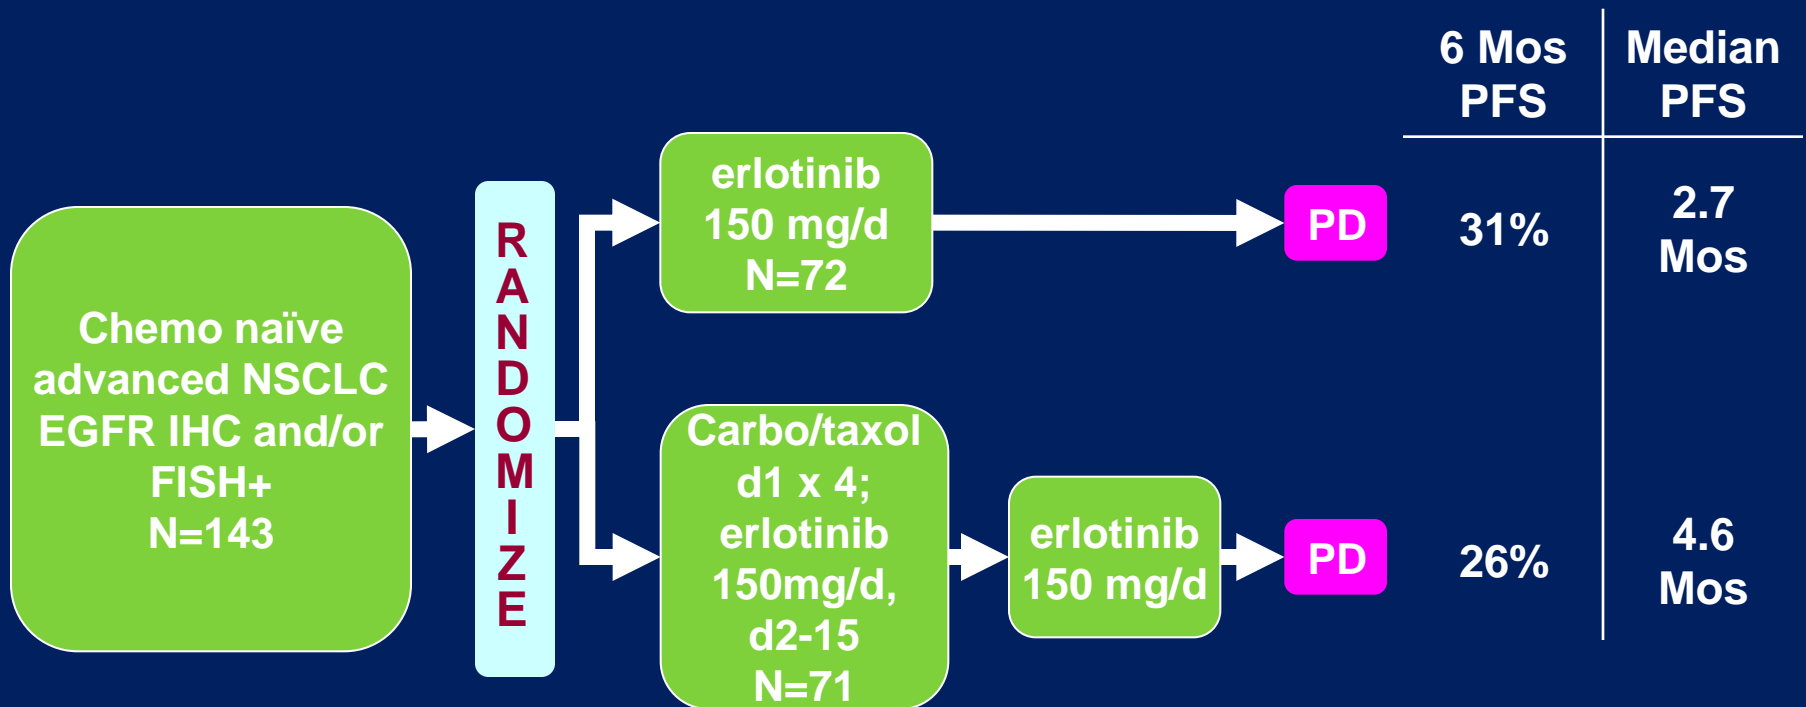 Chemo naïve
advanced NSCLC
EGFR IHC and/or
FISH+
N=143
R
A
N
D
O
M
I
Z
E
erlotinib
150 mg/d
N=72
PD
Carbo/taxol
d1 x 4;
erlotinib
150mg/d,
d2-15
N=71
erlotinib
150 mg/d
PD
6 Mos
PFS
Median
PFS
31%
2.7
Mos
26%
4.6
Mos